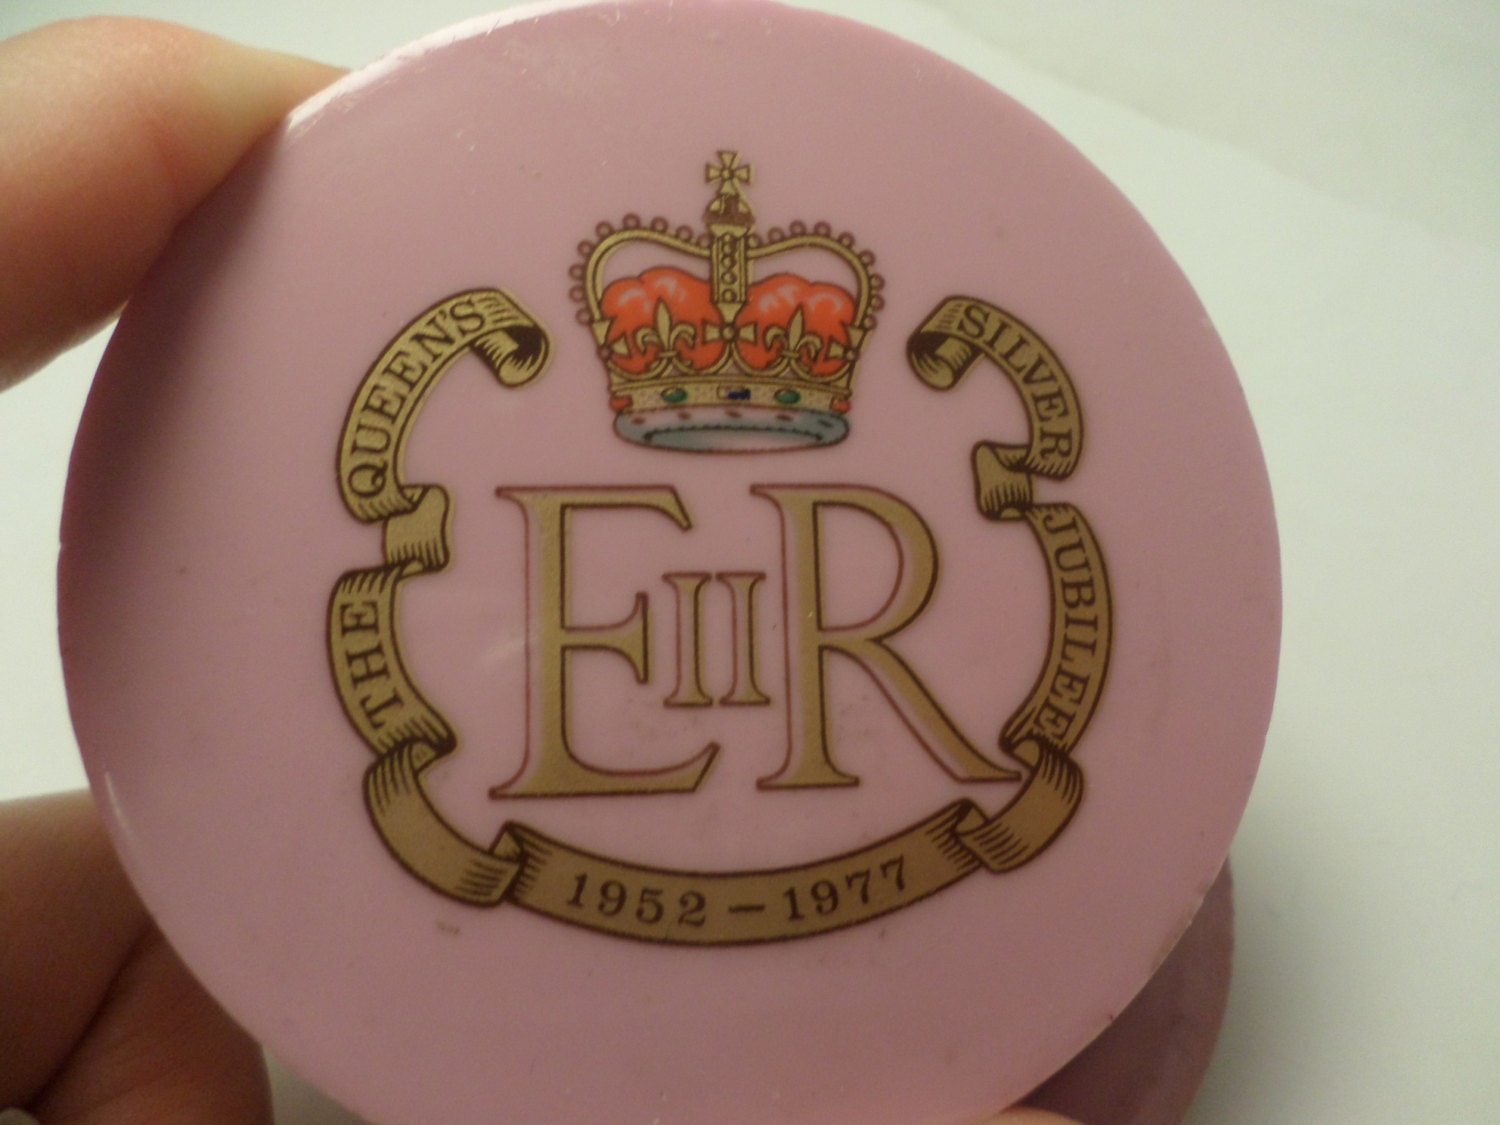 THE QUEEN'S SILVER JUBILEE
EIIR
1952 – 1977